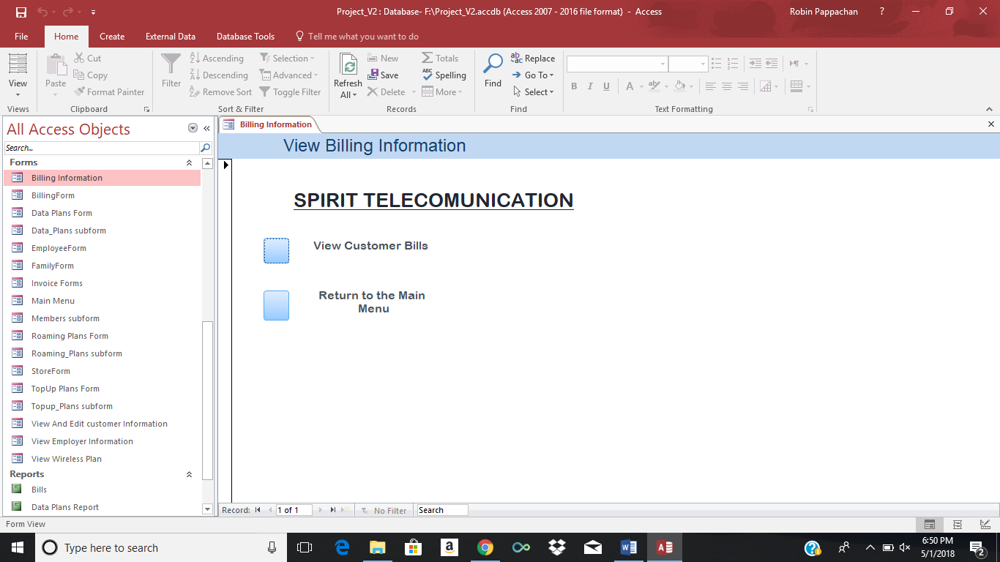 Project_V2 : Database- F:\Project_V2.accdb (Access 2007 - 2016 file format) - Access
Robin Pappachan
?
File Home Create External Data Database Tools Tell me what you want to do
View
Views
Paste
Cut
Copy
Format Painter
Clipboard
Filter
Ascending
Descending
Remove Sort
Selection
Advanced
Toggle Filter
Sort & Filter
Refresh
All
New
Save
Delete
Totals
Spelling
More
Records
Find
Replace
Go To
Select
Find
B I U A
Text Formatting
All Access Objects
Search...
Forms
Billing Information
BillingForm
Data Plans Form
Data_Plans subform
EmployeeForm
FamilyForm
Invoice Forms
Main Menu
Members subform
Roaming Plans Form
Roaming_Plans subform
StoreForm
TopUp Plans Form
Topup_Plans subform
View And Edit customer Information
View Employer Information
View Wireless Plan
Reports
Bills
Data Plans Report
Billing Information
View Billing Information
SPIRIT TELECOMUNICATION
View Customer Bills
Return to the Main
Menu
Record: 1 of 1 No Filter Search
Form View
Type here to search
6:50 PM
5/1/2018
2